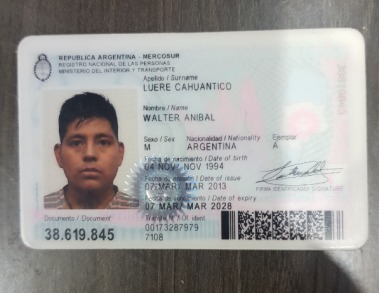 REPUBLICA ARGENTINA - MERCOSUR
REGISTRO NACIONAL DE LAS PERSONAS
MINISTERIO DEL INTERIOR Y TRANSPORTE
Apellido / Surname
LUERE CAHUANTICO
Nombre / Name
WALTER ANIBAL
Sexo / Sex Nacionalidad / Nationality Ejemplar
M ARGENTINA A
Fecha de nacimiento / Date of birth
04 NOV/ NOV 1994
Fecha de emisión / Date of issue
07 MAR/ MAR 2013
Fecha de vencimiento / Date of expiry
07 MAR/ MAR 2028
FIRMA IDENTIFICADO / SIGNATURE
Documento / Document
38.619.845
Trámite Nº / Of. ident.
00173287979
7108